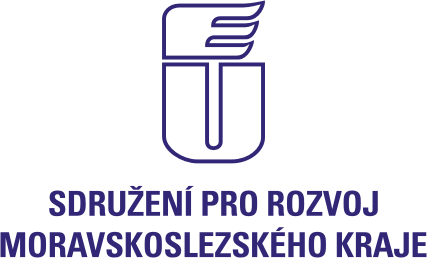 SDRUŽENÍ PRO ROZVOJ
MORAVSKOSLEZSKÉHO KRAJE